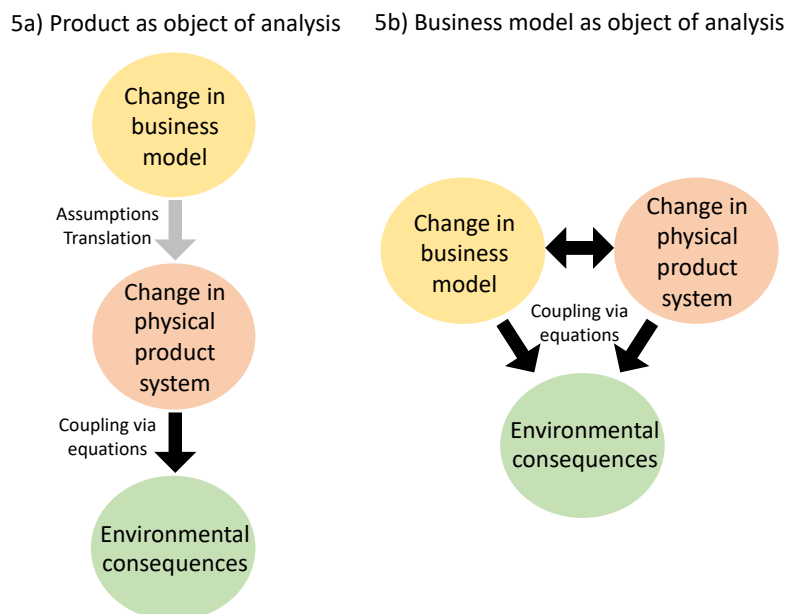 5a) Product as object of analysis
Change in
business
model
Assumptions
Translation
Change in
physical
product
system
Coupling via
equations
Environmental
consequences
5b) Business model as object of analysis
Change in
business
model
Change in
physical
product
system
Coupling via
equations
Environmental
consequences